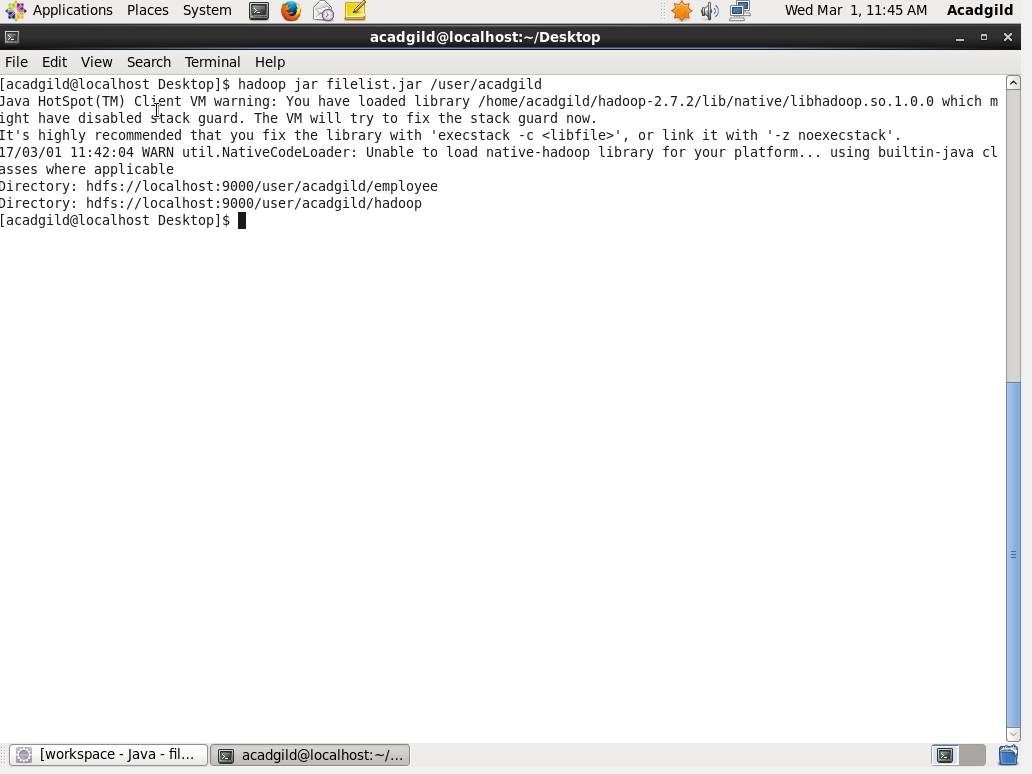 Applications Places System Wed Mar 1, 11:45 AM Acadgild
acadgild@localhost:~/Desktop
File Edit View Search Terminal Help
[acadgild@localhost Desktop]$ hadoop jar filelist.jar /user/acadgild
Java HotSpot(TM) Client VM warning: You have loaded library /home/acadgild/hadoop-2.7.2/lib/native/libhadoop.so.1.0.0 which m
ight have disabled stack guard. The VM will try to fix the stack guard now.
It's highly recommended that you fix the library with 'execstack -c <libfile>', or link it with '-z noexecstack'.
17/03/01 11:42:04 WARN util.NativeCodeLoader: Unable to load native-hadoop library for your platform... using builtin-java cl
asses where applicable
Directory: hdfs://localhost:9000/user/acadgild/employee
Directory: hdfs://localhost:9000/user/acadgild/hadoop
[acadgild@localhost Desktop]$
[workspace - Java - fil... acadgild@localhost:~/...